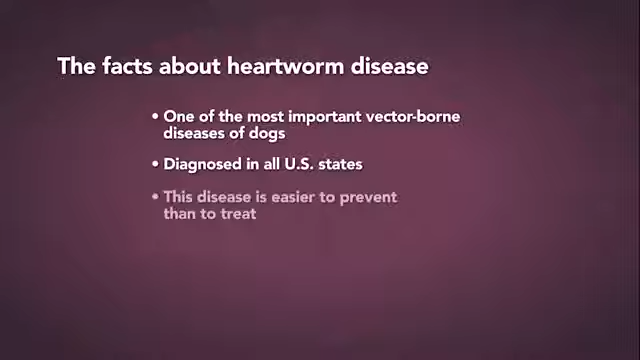 The facts about heartworm disease
• One of the most important vector-borne
diseases of dogs
• Diagnosed in all U.S. states
• This disease is easier to prevent
than to treat